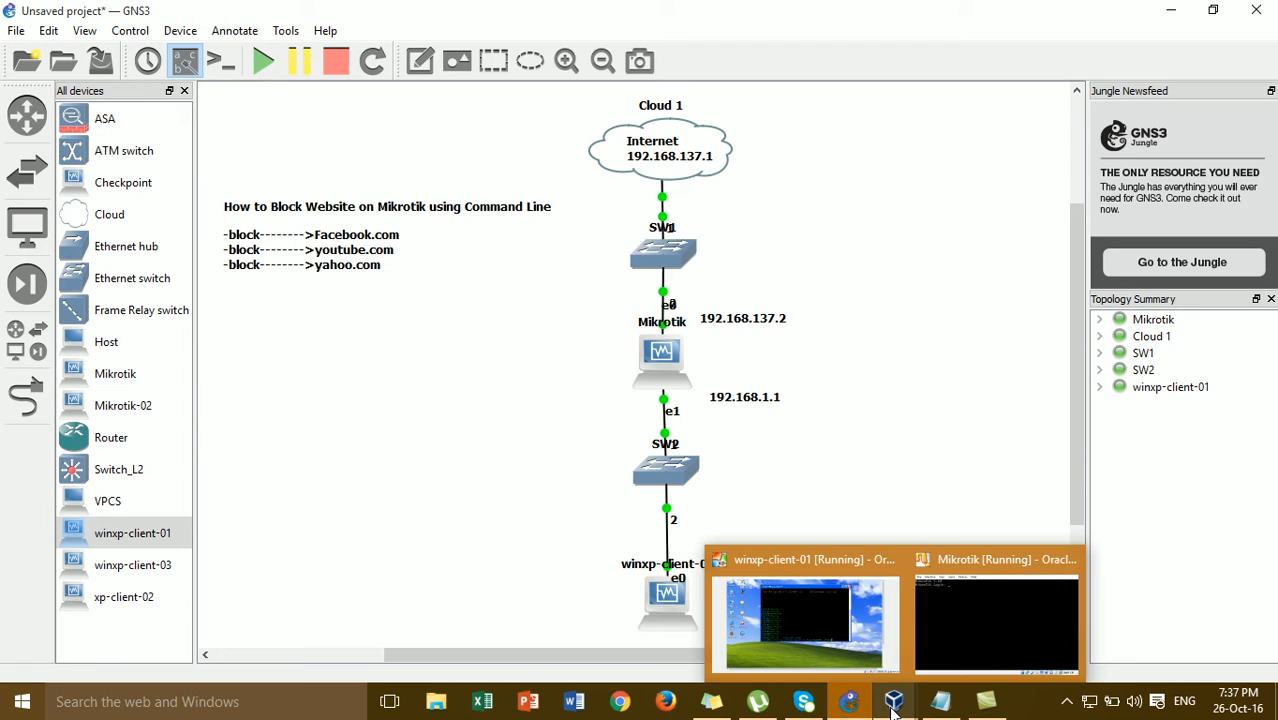 Unsaved project* — GNS3
File Edit View Control Device Annotate Tools Help
All devices
ASA
ATM switch
Checkpoint
Cloud
Ethernet hub
Ethernet switch
Frame Relay switch
Host
Mikrotik
Mikrotik-02
Router
Switch_L2
VPCS
winxp-client-01
winxp-client-03
xp-client-02
How to Block Website on Mikrotik using Command Line
-block-------->Facebook.com
-block-------->youtube.com
-block-------->yahoo.com
Cloud 1
Internet
192.168.137.1
SW1
e0
Mikrotik
192.168.137.2
192.168.1.1
e1
SW2
2
winxp-client-0
e0
winxp-client-01 [Running] - Or...
Mikrotik [Running] - Oracl...
Jungle Newsfeed
GNS3
Jungle
THE ONLY RESOURCE YOU NEED
The Jungle has everything you will ever
need for GNS3. Come check it out
now.
Go to the Jungle
Topology Summary
Mikrotik
Cloud 1
SW1
SW2
winxp-client-01
Search the web and Windows
ENG
7:37 PM
26-Oct-16